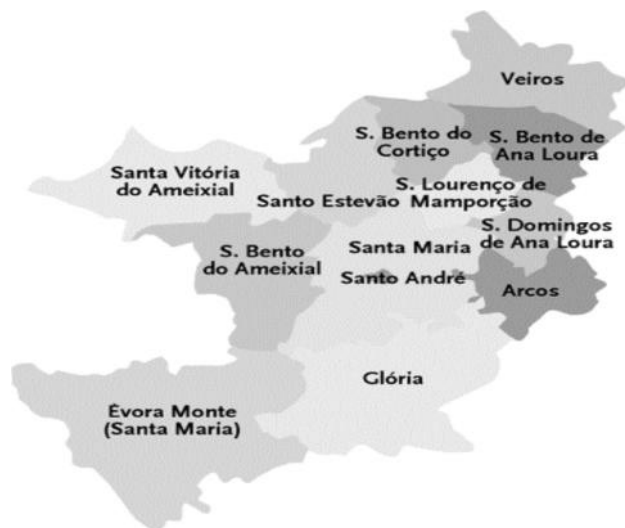 Veiros
S. Bento do
Cortiço
S. Bento de
Ana Loura
Santa Vitória
do Ameixial
S. Lourenço de
Mamporção
Santo Estevão
S. Domingos
de Ana Loura
S. Bento
do Ameixial
Santa Maria
Santo André
Arcos
Glória
Évora Monte
(Santa Maria)